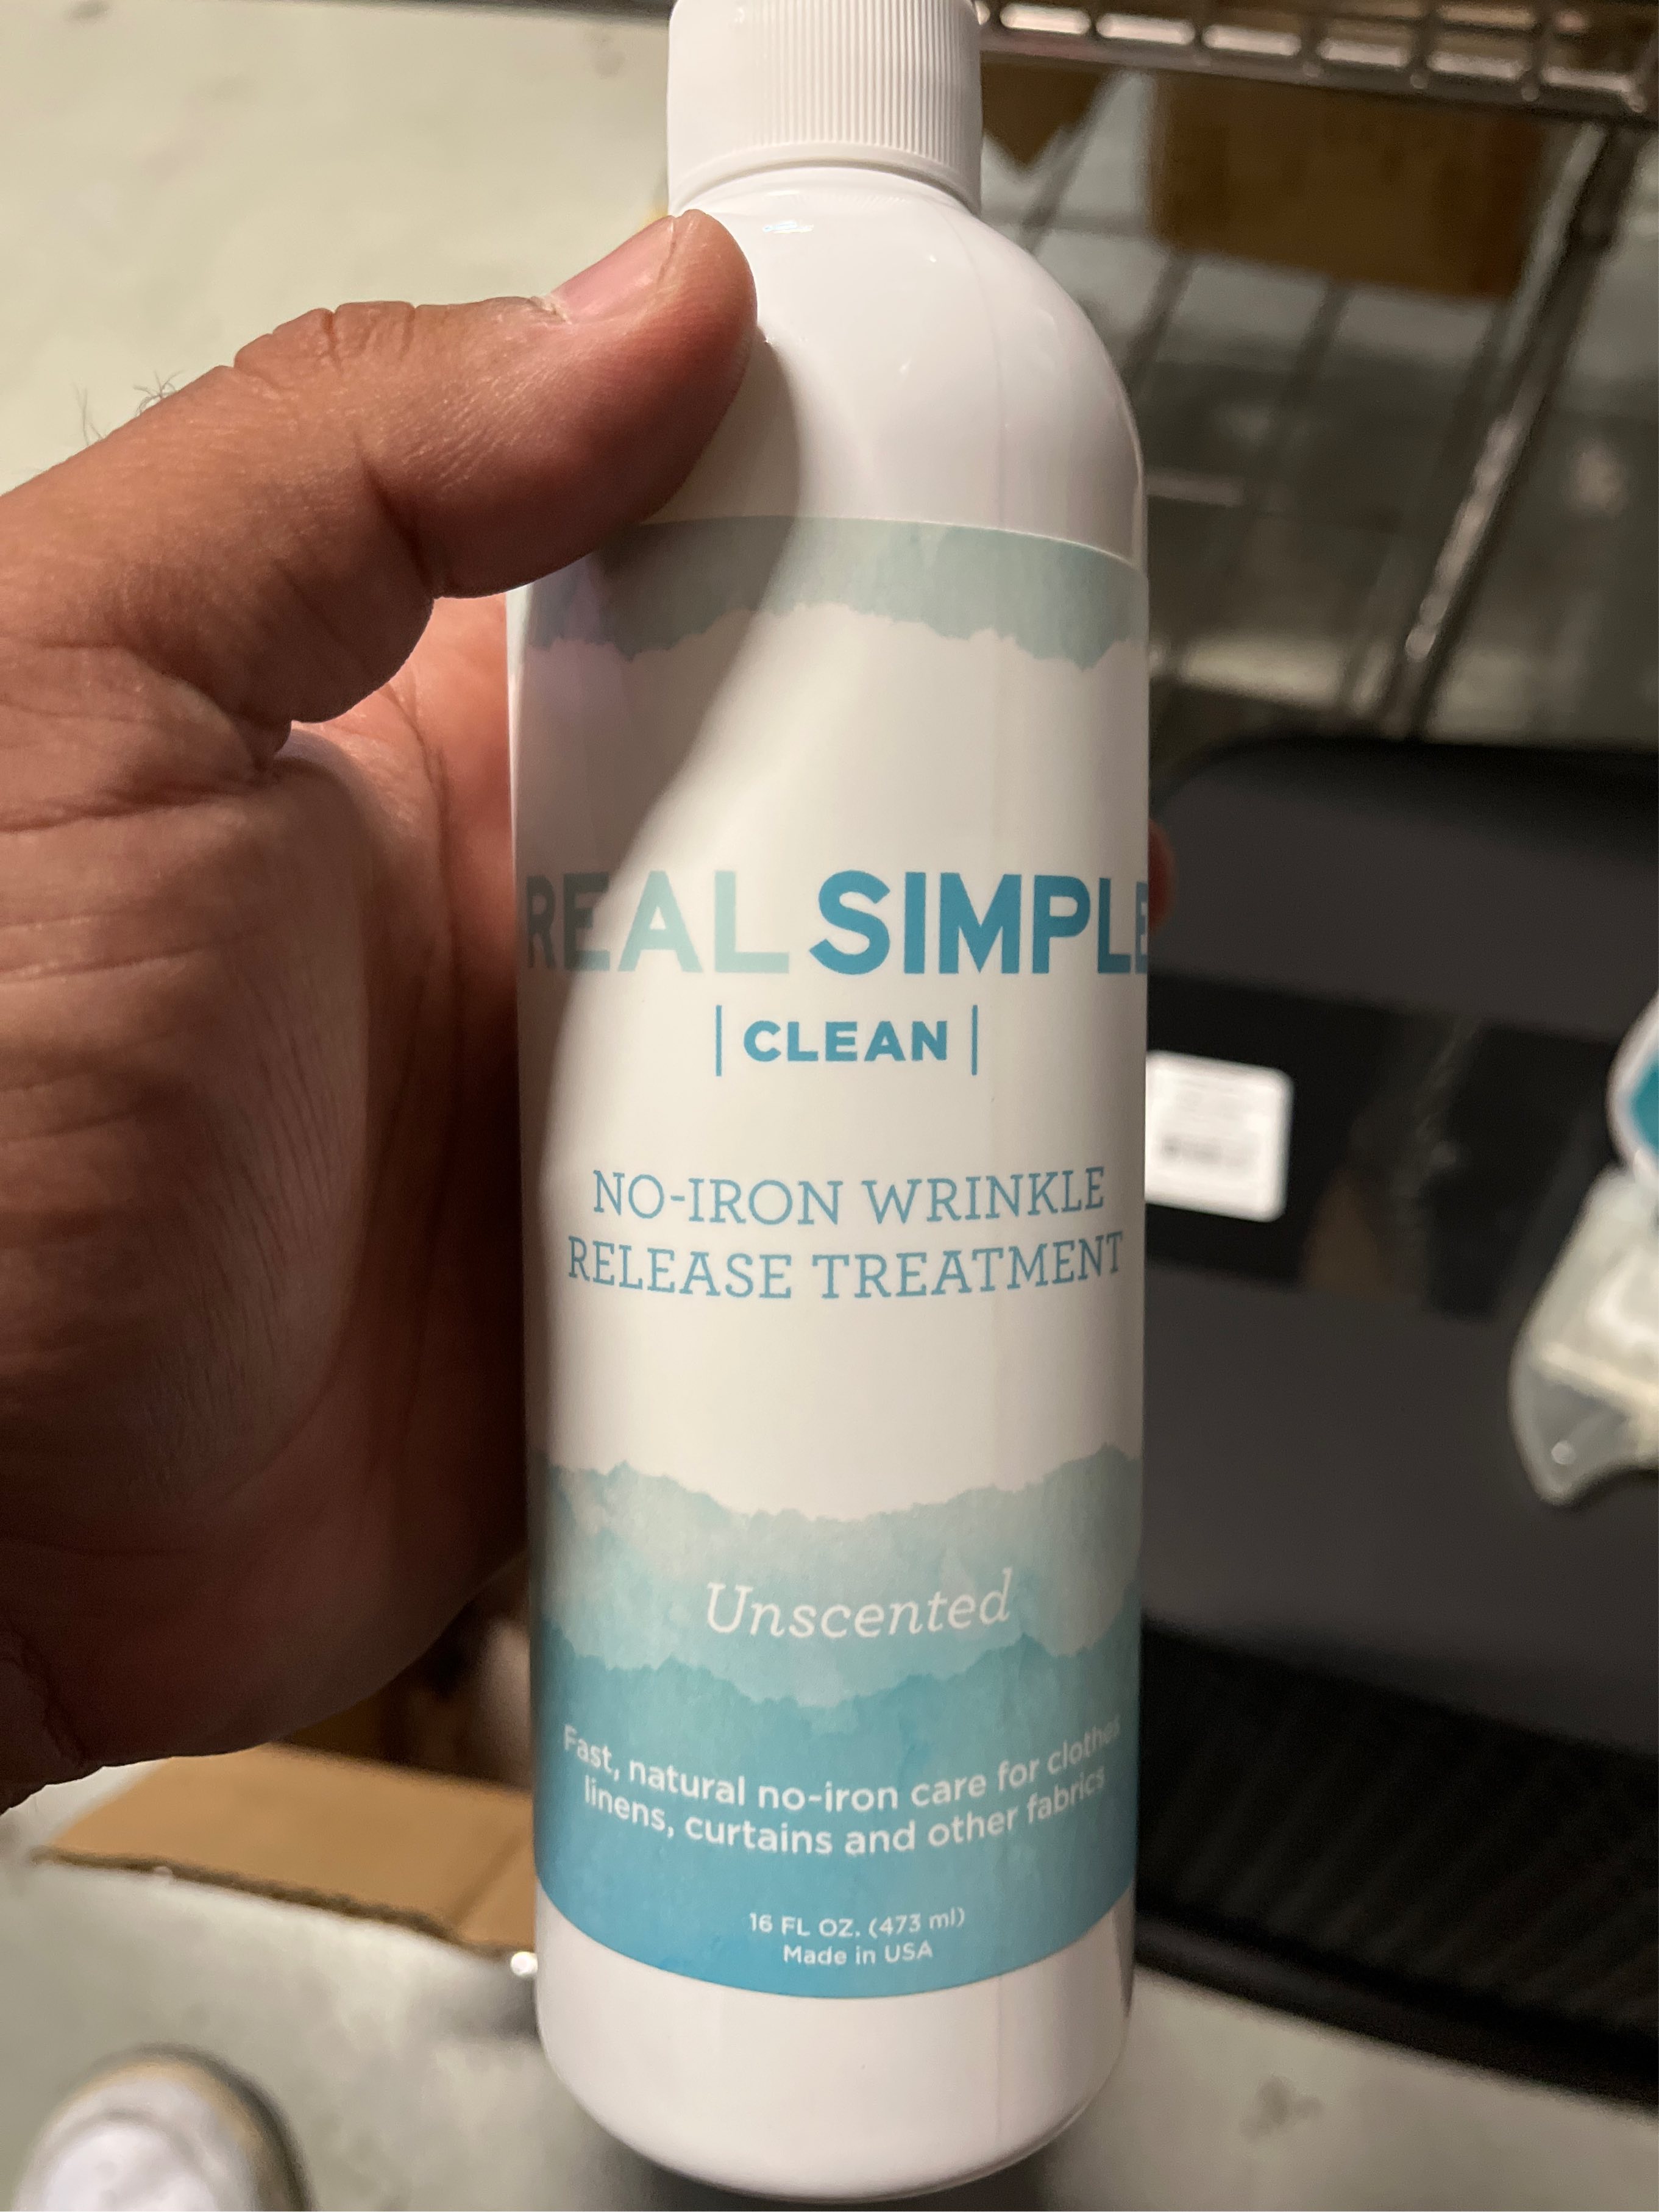 REAL SIMPLE
| CLEAN |
NO-IRON WRINKLE
RELEASE TREATMENT
Unscented
Fast, natural no-iron care for clothes
linens, curtains and other fabrics
16 FL OZ. (473 ml)
Made in USA